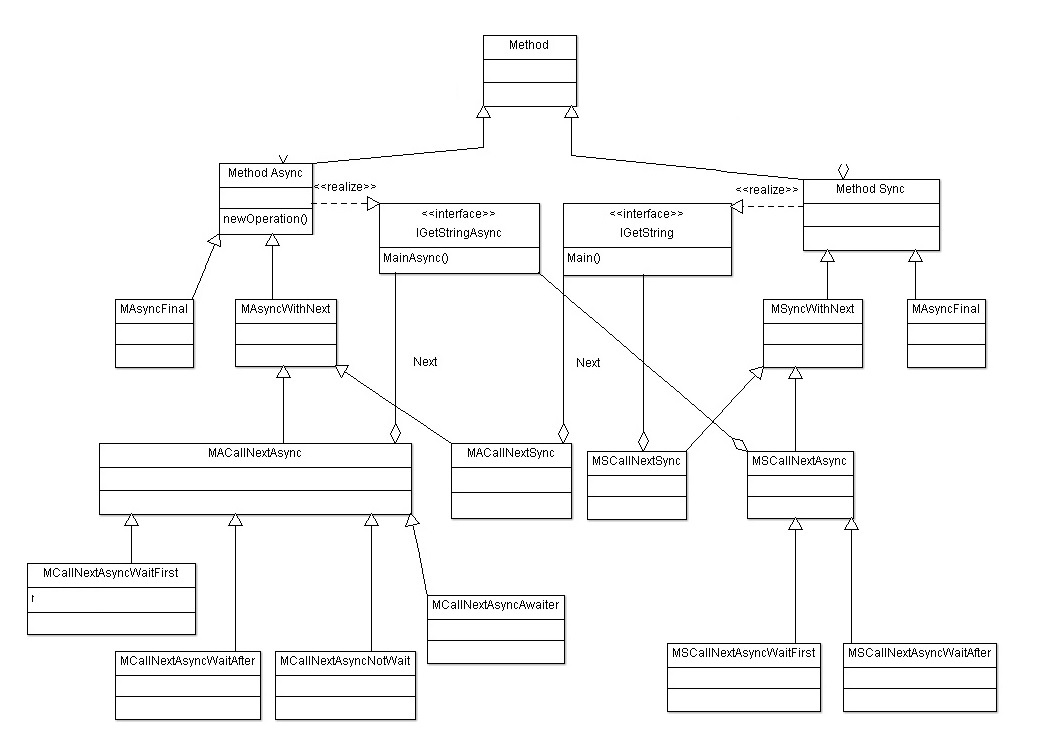 Method
Method Async
newOperation()
<<realize>>
<<realize>>
Method Sync
<<interface>>
IGetStringAsync
MainAsync()
<<interface>>
IGetString
Main()
MAsyncFinal
MAsyncWithNext
MSyncWithNext
MAsyncFinal
Next
Next
MACallNextAsync
MACallNextSync
MSCallNextSync
MSCallNextAsync
MCallNextAsyncWaitFirst
MCallNextAsyncAwaiter
MCallNextAsyncWaitAfter
MCallNextAsyncNotWait
MSCallNextAsyncWaitFirst
MSCallNextAsyncWaitAfter